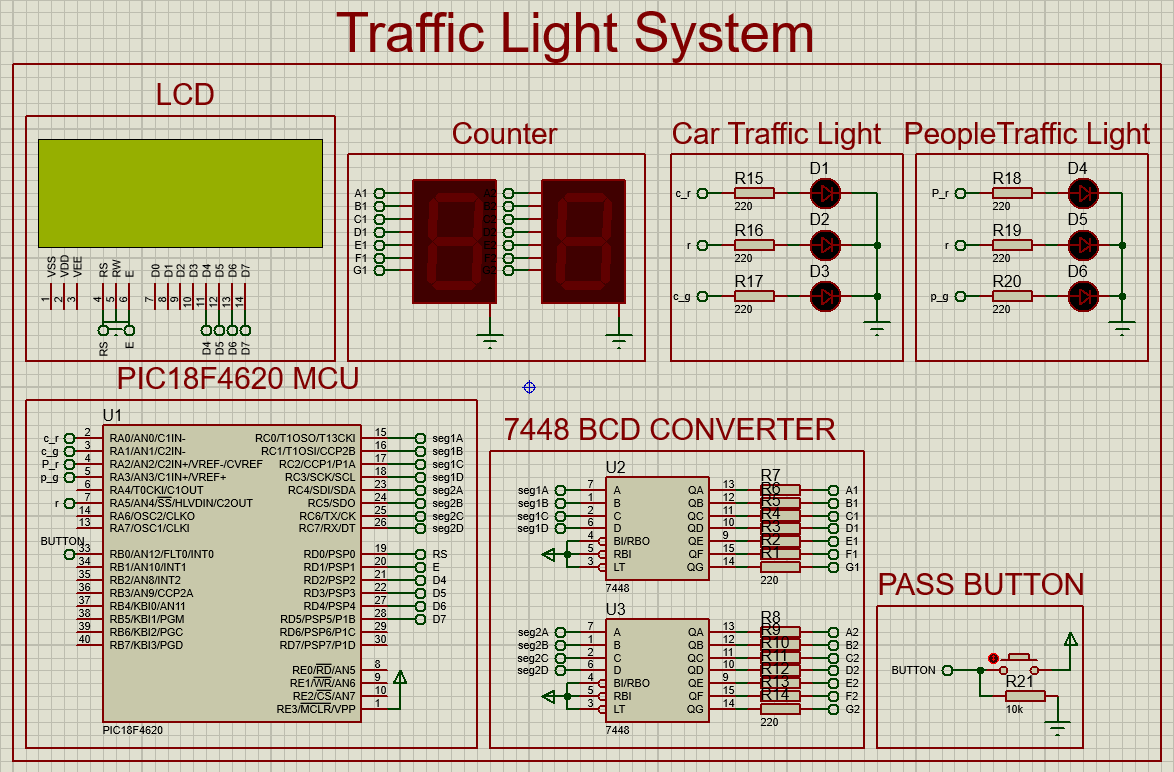 Traffic Light System
LCD
VSS
VDD
VEE
RS
RW
E
D0
D1
D2
D3
D4
D5
D6
D7
1
2
3
4
5
6
7
8
9
10
11
12
13
14
RS
E
D4
D5
D6
D7
Counter
A1
B1
C1
D1
E1
F1
G1
Car Traffic Light
D1
c_r
R15
220
D2
r
R16
220
D3
c_g
R17
220
PeopleTraffic Light
D4
P_r
R18
220
D5
r
R19
220
D6
p_g
R20
220
PIC18F4620 MCU
U1
c_r 2 RA0/AN0/C1IN- RC0/T1OSO/T13CKI 15 seg1A
c_g 3 RA1/AN1/C2IN- RC1/T1OSI/CCP2B 16 seg1B
P_r 4 RA2/AN2/C2IN+/VREF-/CVREF RC2/CCP1/P1A 17 seg1C
p_g 5 RA3/AN3/C1IN+/VREF+ RC3/SCK/SCL 18 seg1D
6 RA4/T0CKI/C1OUT RC4/SDI/SDA 23 seg2A
r 7 RA5/AN4/SS/HLVDIN/C2OUT RC5/SDO 24 seg2B
14 RA6/OSC2/CLKO RC6/TX/CK 25 seg2C
13 RA7/OSC1/CLKI RC7/RX/DT 26 seg2D
BUTTON 33 RB0/AN12/FLT0/INT0 RD0/PSP0 19 RS
34 RB1/AN10/INT1 RD1/PSP1 20 E
35 RB2/AN8/INT2 RD2/PSP2 21 D4
36 RB3/AN9/CCP2A RD3/PSP3 22 D5
37 RB4/KBI0/AN11 RD4/PSP4 27 D6
38 RB5/KBI1/PGM RD5/PSP5/P1B 28 D7
39 RB6/KBI2/PGC RD6/PSP6/P1C 29
40 RB7/KBI3/PGD RD7/PSP7/P1D 30
RE0/RD/AN5 8
RE1/WR/AN6 9
RE2/CS/AN7 10
RE3/MCLR/VPP 1
PIC18F4620
7448 BCD CONVERTER
U2
R7
seg1A 7 A QA 13 R6 A1
seg1B 1 B QB 12 R5 B1
seg1C 2 C QC 11 R4 C1
seg1D 6 D QD 10 R3 D1
4 BI/RBO QE 9 R2 E1
5 RBI QF 15 R1 F1
3 LT QG 14 G1
220
7448
U3
R8
seg2A 7 A QA 13 R9 A2
seg2B 1 B QB 12 R10 B2
seg2C 2 C QC 11 R11 C2
seg2D 6 D QD 10 R12 D2
4 BI/RBO QE 9 R13 E2
5 RBI QF 15 R14 F2
3 LT QG 14 G2
220
7448
PASS BUTTON
BUTTON
R21
10k